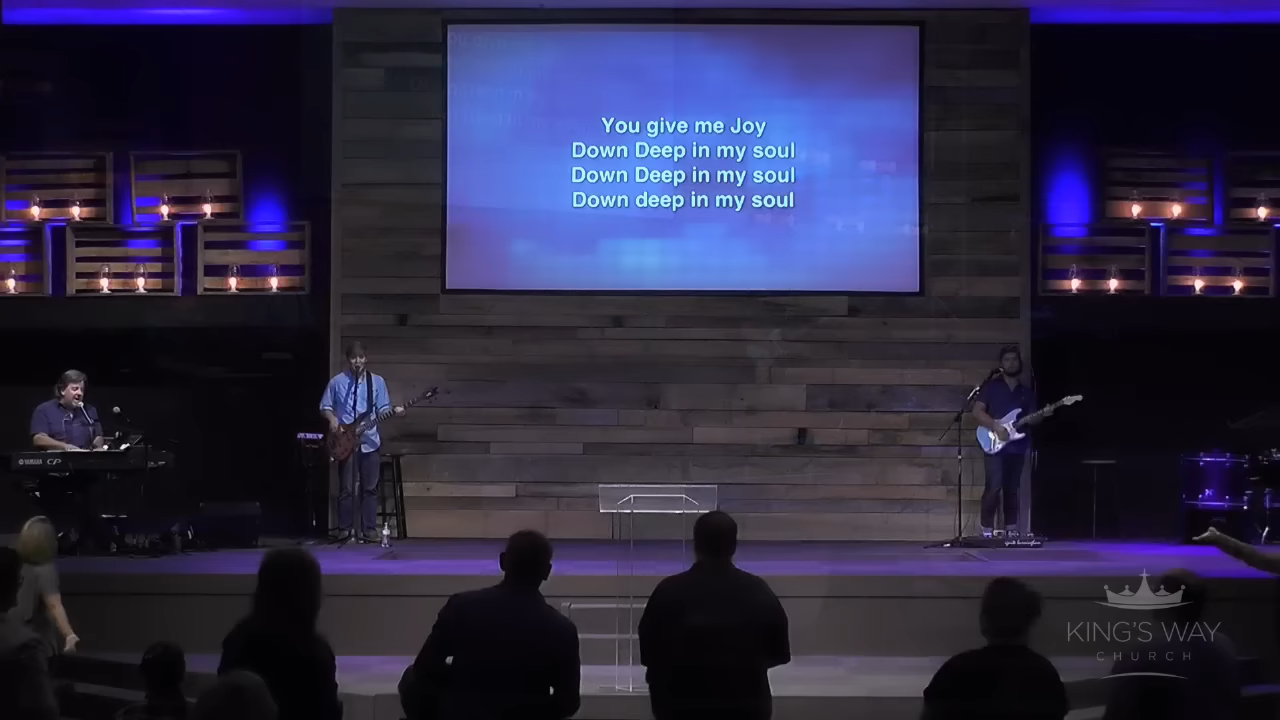 You give me Joy
Down Deep in my soul
Down Deep in my soul
Down deep in my soul
YAMAHA CP
KING'S WAY
CHURCH